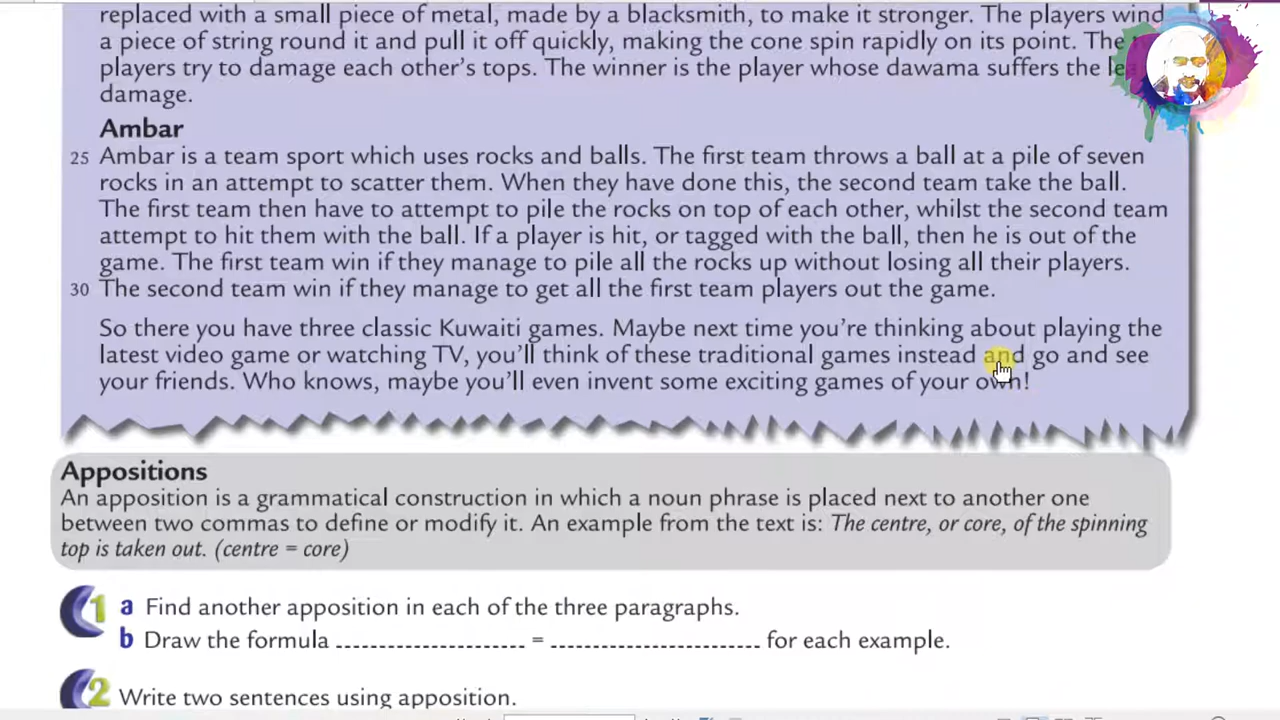 replaced with a small piece of metal, made by a blacksmith, to make it stronger. The players wind
a piece of string round it and pull it off quickly, making the cone spin rapidly on its point. The
players try to damage each other's tops. The winner is the player whose dawama suffers the
damage.
Ambar
25 Ambar is a team sport which uses rocks and balls. The first team throws a ball at a pile of seven
rocks in an attempt to scatter them. When they have done this, the second team take the ball.
The first team then have to attempt to pile the rocks on top of each other, whilst the second team
attempt to hit them with the ball. If a player is hit, or tagged with the ball, then he is out of the
game. The first team win if they manage to pile all the rocks up without losing all their players.
30 The second team win if they manage to get all the first team players out the game.
So there you have three classic Kuwaiti games. Maybe next time you're thinking about playing the
latest video game or watching TV, you'll think of these traditional games instead and go and see
your friends. Who knows, maybe you'll even invent some exciting games of your own!
Appositions
An apposition is a grammatical construction in which a noun phrase is placed next to another one
between two commas to define or modify it. An example from the text is: The centre, or core, of the spinning
top is taken out. (centre = core)
1 a Find another apposition in each of the three paragraphs.
b Draw the formula ........................ = .......................... for each example.
2 Write two sentences using apposition.